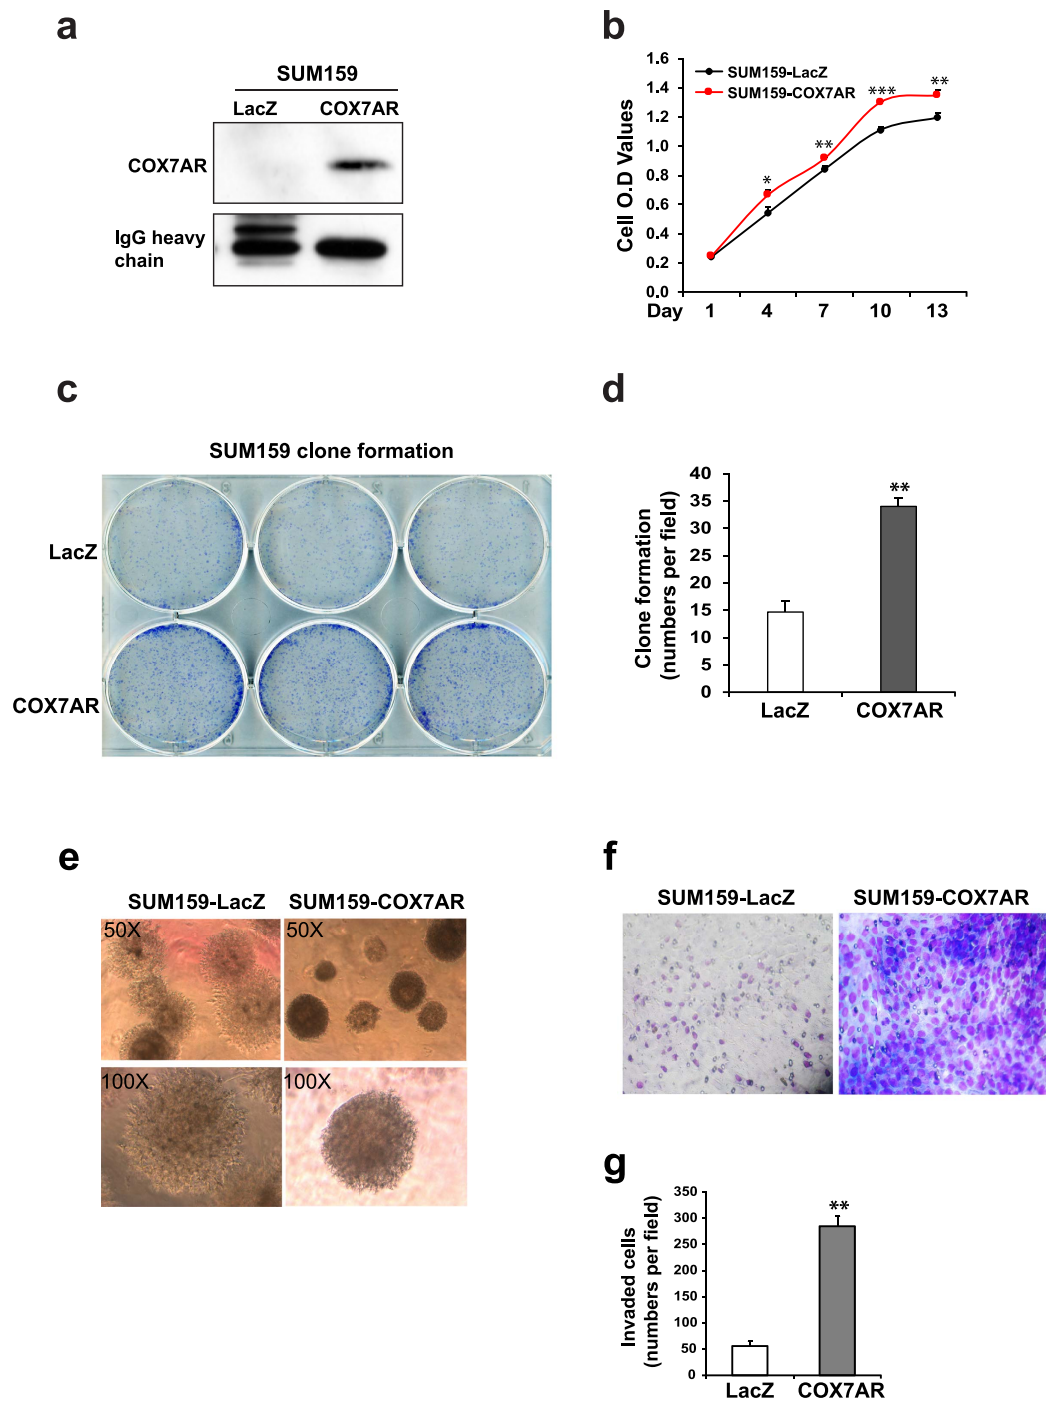 a
SUM159
LacZ COX7AR
COX7AR
IgG heavy
chain
b
1.6
1.4
1.2
1.0
0.8
0.6
0.4
0.2
0.0
Cell O.D Values
SUM159-LacZ
SUM159-COX7AR
*
**
***
**
Day 1 4 7 10 13
c
SUM159 clone formation
LacZ
COX7AR
d
40
35
30
25
20
15
10
5
0
Clone formation
(numbers per field)
**
LacZ COX7AR
e
SUM159-LacZ SUM159-COX7AR
50X 50X
100X 100X
f
SUM159-LacZ SUM159-COX7AR
g
350
300
250
200
150
100
50
0
Invaded cells
(numbers per field)
**
LacZ COX7AR